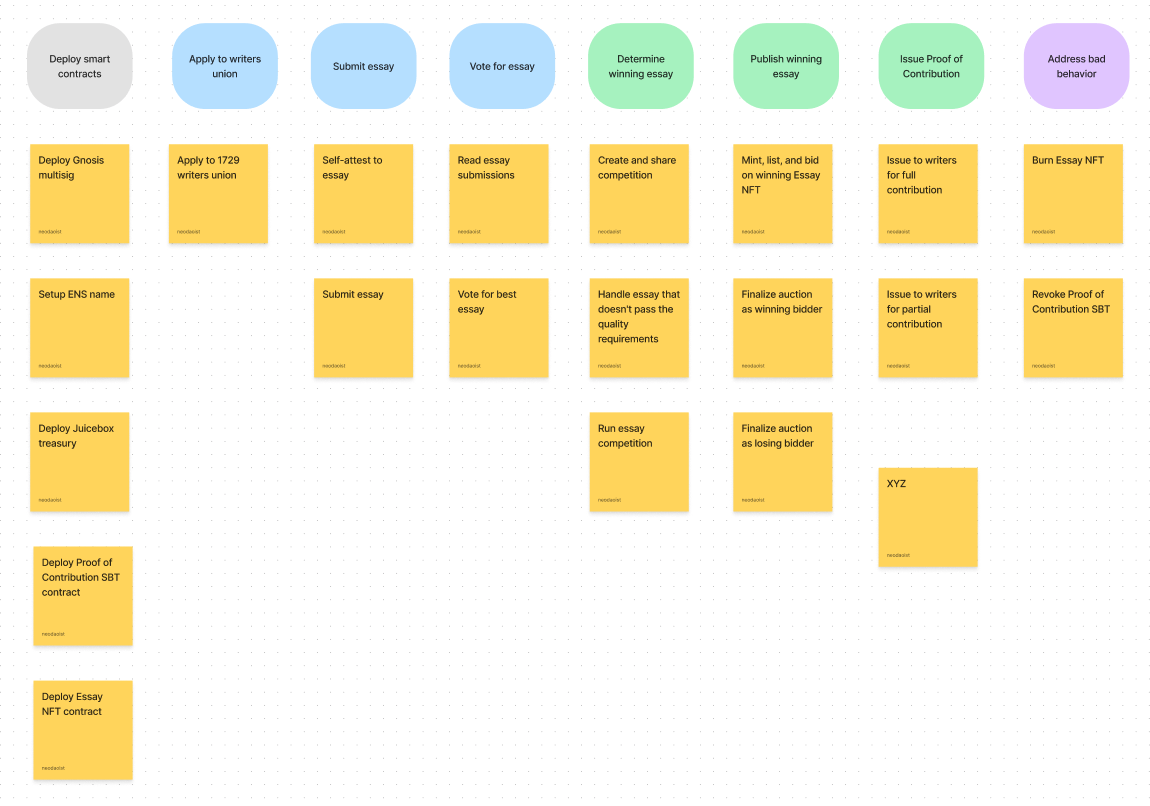 Deploy smart
contracts
Apply to writers
union
Submit essay
Vote for essay
Determine
winning essay
Publish winning
essay
Issue Proof of
Contribution
Address bad
behavior
Deploy Gnosis
multisig
neodaoist
Apply to 1729
writers union
neodaoist
Self-attest to
essay
neodaoist
Read essay
submissions
neodaoist
Create and share
competition
neodaoist
Mint, list, and bid
on winning Essay
NFT
neodaoist
Issue to writers
for full
contribution
neodaoist
Burn Essay NFT
neodaoist
Setup ENS name
neodaoist
Submit essay
neodaoist
Vote for best
essay
neodaoist
Handle essay that
doesn't pass the
quality
requirements
neodaoist
Finalize auction
as winning bidder
neodaoist
Issue to writers
for partial
contribution
neodaoist
Revoke Proof of
Contribution SBT
neodaoist
Deploy Juicebox
treasury
neodaoist
Run essay
competition
neodaoist
Finalize auction
as losing bidder
neodaoist
XYZ
neodaoist
Deploy Proof of
Contribution SBT
contract
neodaoist
Deploy Essay
NFT contract
neodaoist